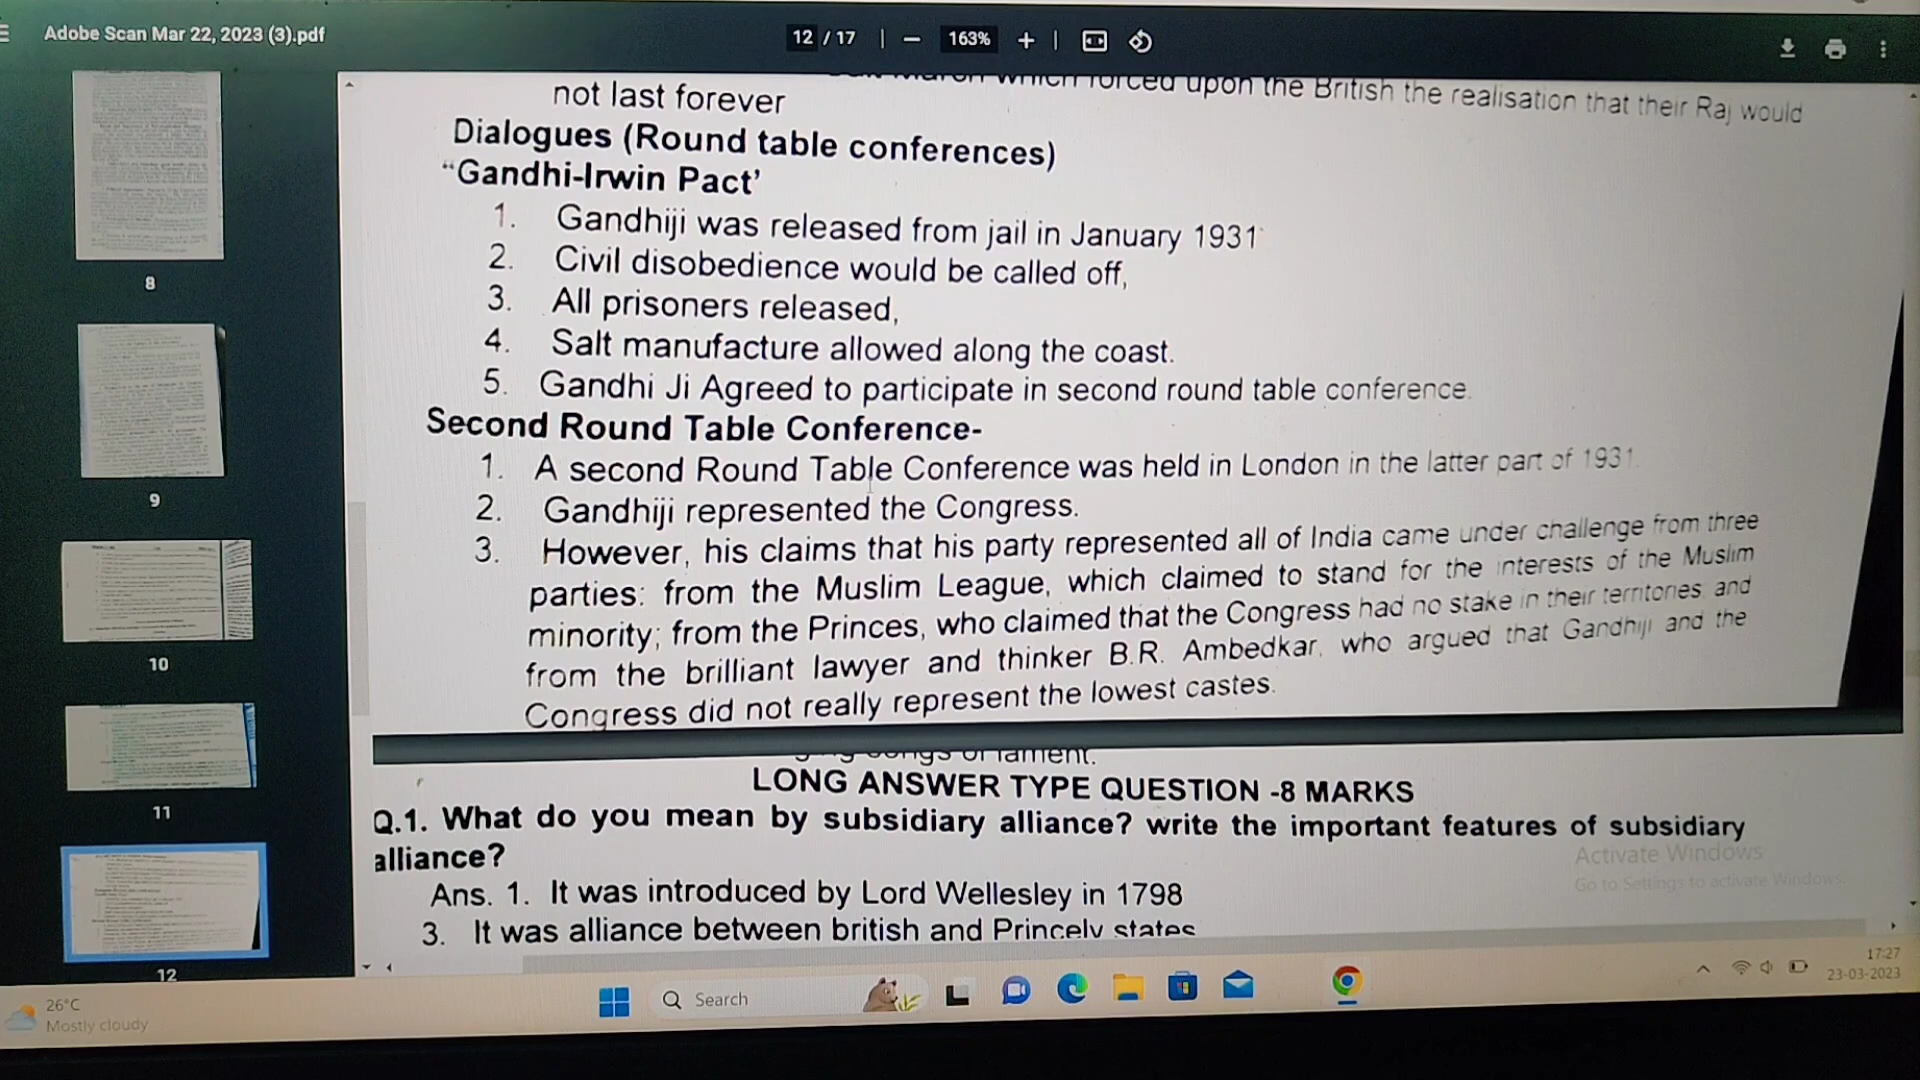 Adobe Scan Mar 22, 2023 (3).pdf
12 / 17
163%
which forced upon the British the realisation that their Raj would
not last forever
Dialogues (Round table conferences)
“Gandhi-Irwin Pact’
1. Gandhiji was released from jail in January 1931
2. Civil disobedience would be called off,
3. All prisoners released,
4. Salt manufacture allowed along the coast.
5. Gandhi Ji Agreed to participate in second round table conference.
Second Round Table Conference-
1. A second Round Table Conference was held in London in the latter part of 1931.
2. Gandhiji represented the Congress.
3. However, his claims that his party represented all of India came under challenge from three
parties: from the Muslim League, which claimed to stand for the interests of the Muslim
minority; from the Princes, who claimed that the Congress had no stake in their territories and
from the brilliant lawyer and thinker B.R. Ambedkar, who argued that Gandhiji and the
Congress did not really represent the lowest castes.
songs of lament.
LONG ANSWER TYPE QUESTION -8 MARKS
Q.1. What do you mean by subsidiary alliance? write the important features of subsidiary
alliance?
Ans. 1. It was introduced by Lord Wellesley in 1798
3. It was alliance between british and Princely states
8
9
10
11
12
Activate Windows
Go to Settings to activate Windows.
26°C
Mostly cloudy
Search
17:27
23-03-2023